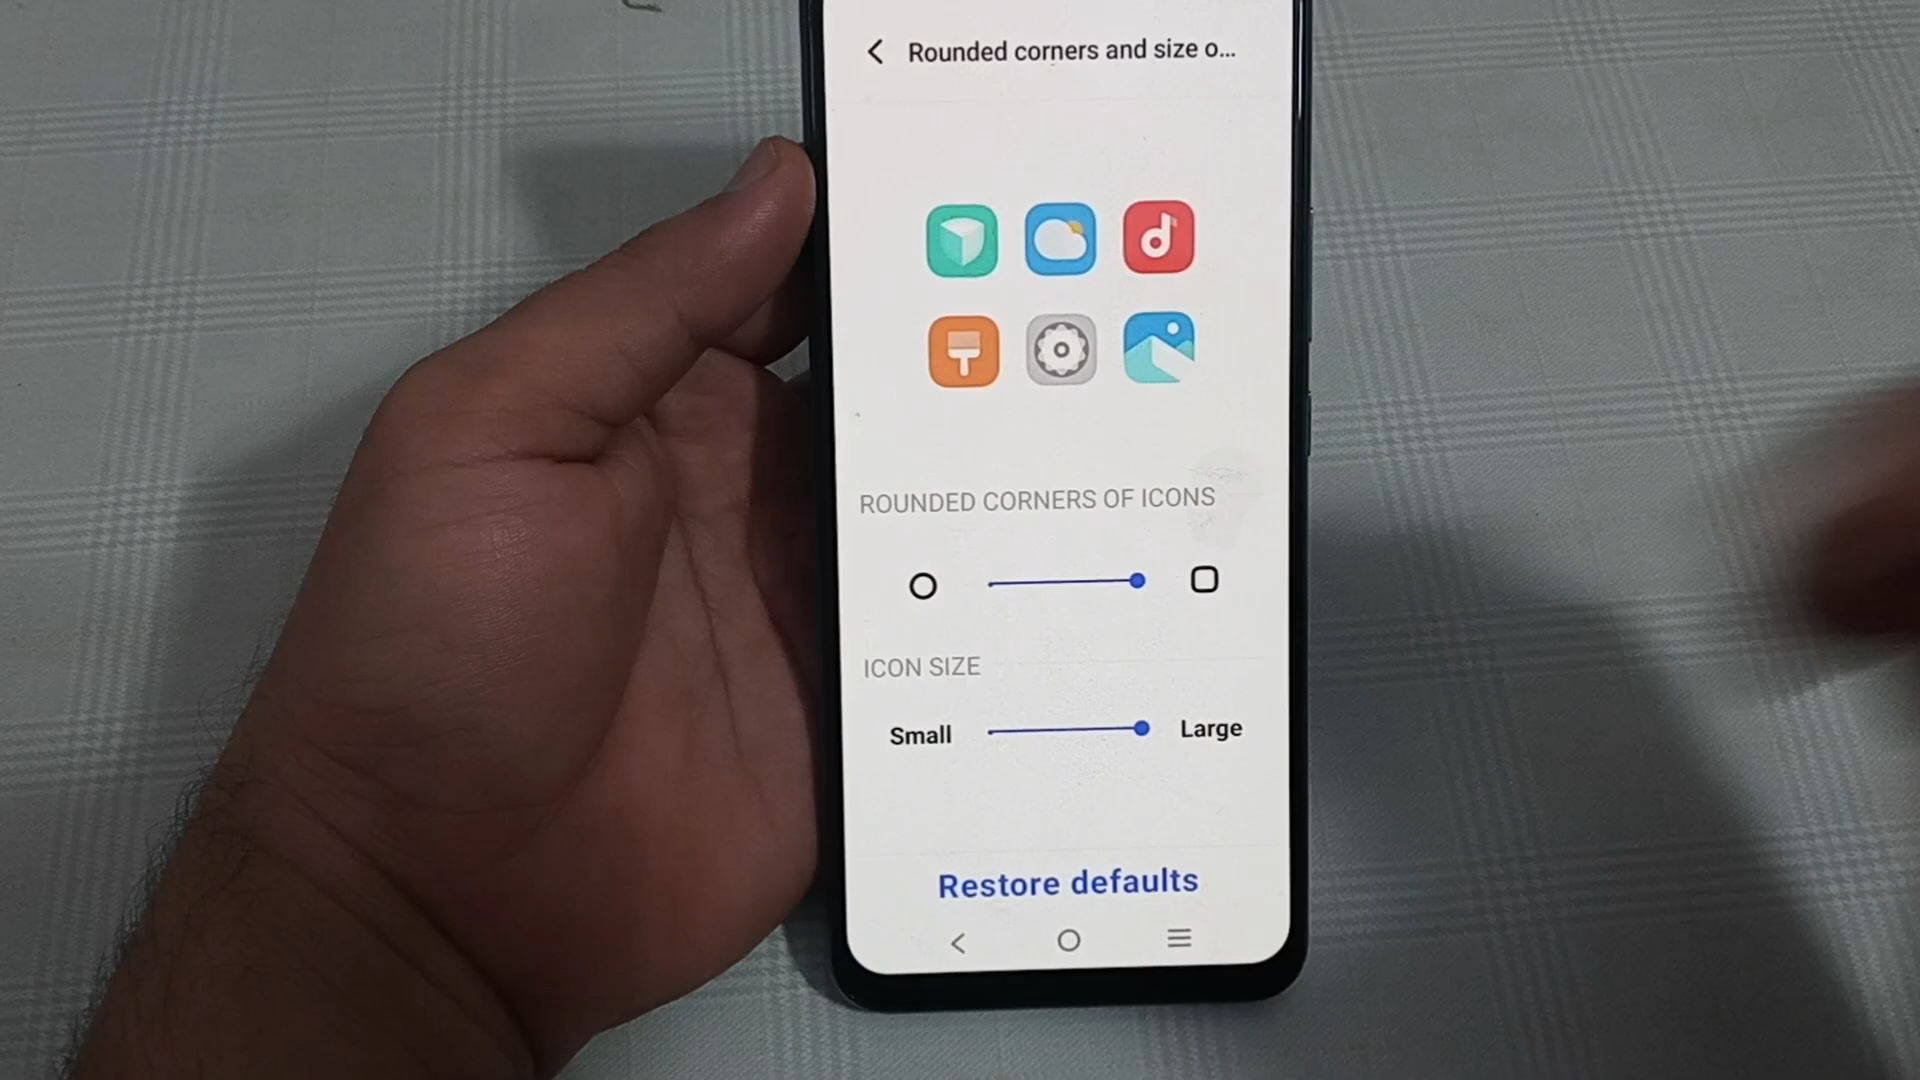 Rounded corners and size o...
ROUNDED CORNERS OF ICONS
ICON SIZE
Small Large
Restore defaults